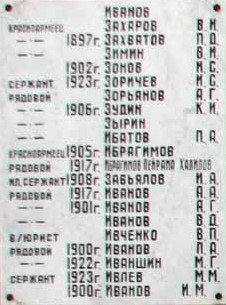 ИВАНОВ
КРАСНОАРМЕЕЦ ЗАХАРОВ В.И.
—·— 1897г. ЗАХВАТОВ П.Д.
—·— ЗИМИН В.И.
1902г. ЗОНОВ И.С.
СЕРЖАНТ 1923г. ЗОРИЧЕВ И.С.
РЯДОВОЙ ЗОРЬЯНОВ А.Г.
—·— 1906г. ЗУДИН К.И.
—·— ЗЫРИН
—·— ИБАТОВ П.А.
КРАСНОАРМЕЕЦ 1905г. ИБРАГИМОВ
РЯДОВОЙ 1917г. ИБРАГИМОВ
МЛ.СЕРЖАНТ 1908г. ЗАБЬЯЛОВ И.А.
РЯДОВОЙ 1917г. ИВАНОВ А.А.
—·— 1901г. ИВАНОВ А.Г.
—·— ИВАНОВ В.Д.
В/ЮРИСТ ИВЧЕНКО В.П.
РЯДОВОЙ 1900г. ИВАНОВ П.А.
—·— 1922г. ИВАНШИН М.Г.
СЕРЖАНТ 1923г. ИВЛЕВ М.М.
1900г. ИВАНОВ И.М.